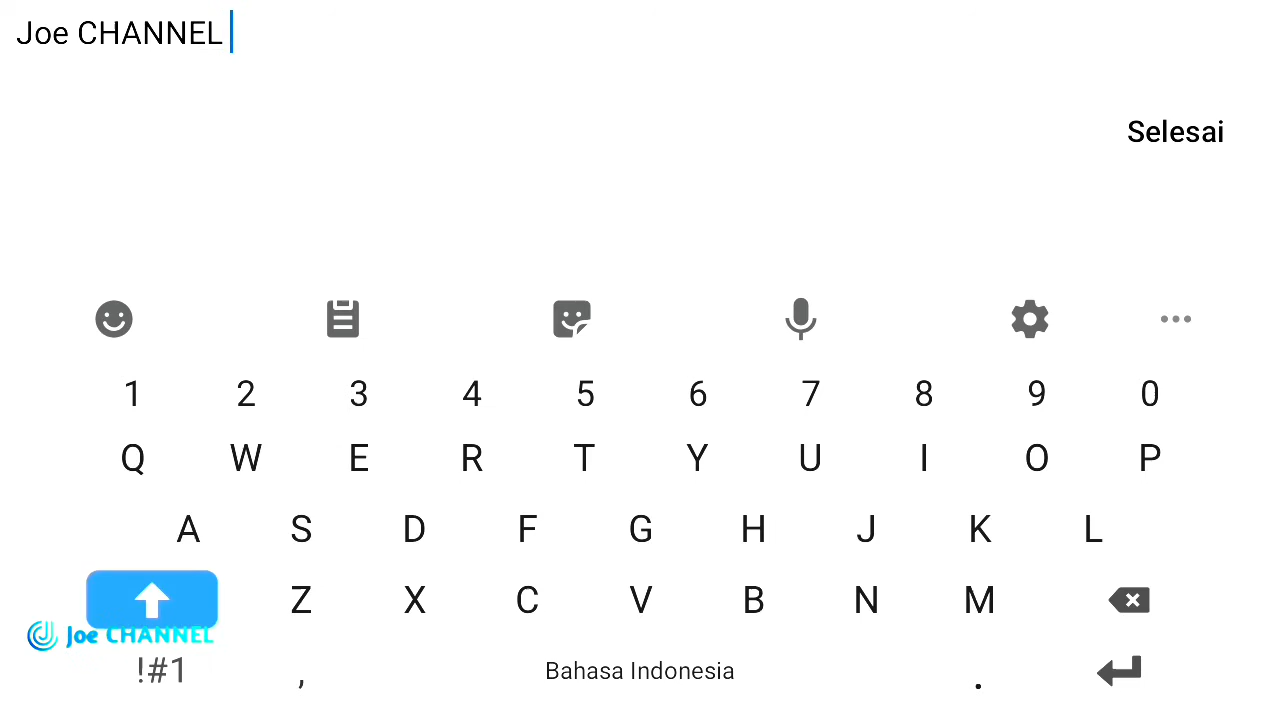 Joe CHANNEL
Selesai
1 2 3 4 5 6 7 8 9 0
Q W E R T Y U I O P
A S D F G H J K L
Z X C V B N M
Joe CHANNEL
!#1 , Bahasa Indonesia .